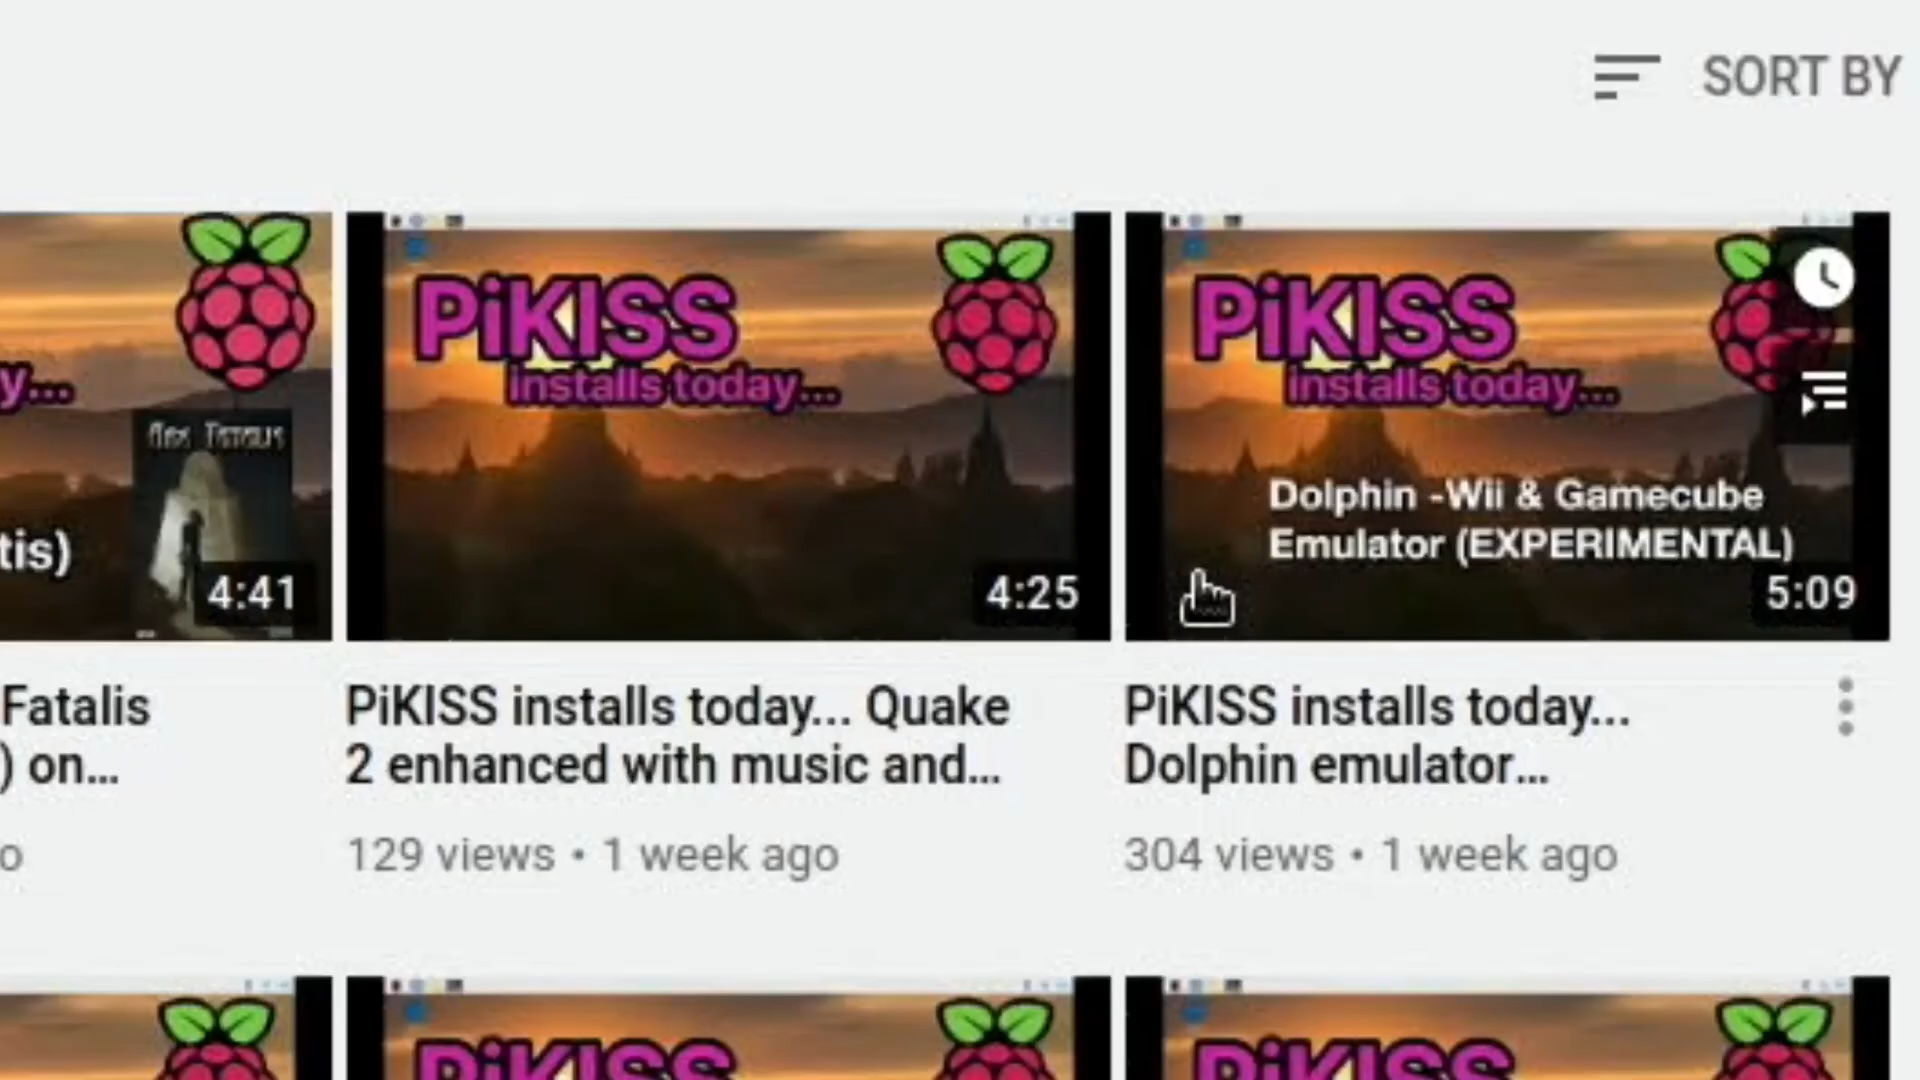 SORT BY
y...
tis)
4:41
PiKISS
installs today...
4:25
PiKISS
installs today...
Dolphin -Wii & Gamecube
Emulator (EXPERIMENTAL)
5:09
Fatalis
) on...
o
PiKISS installs today... Quake
2 enhanced with music and...
129 views • 1 week ago
PiKISS installs today...
Dolphin emulator...
304 views • 1 week ago
PiKISS
PiKISS